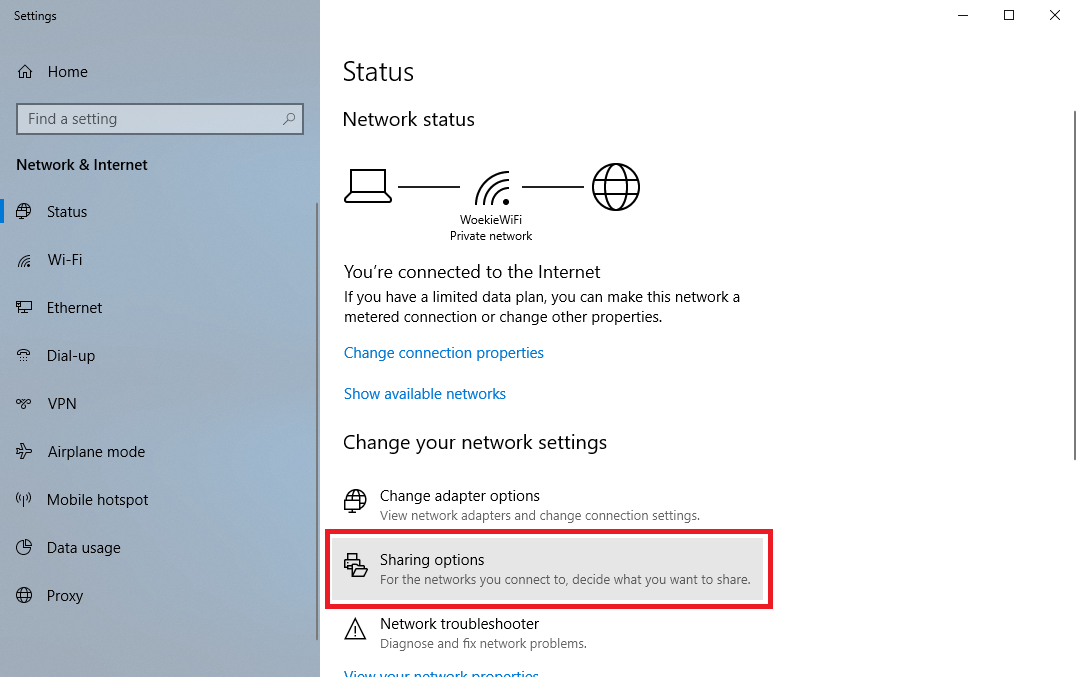 Settings
Home
Find a setting
Network & Internet
Status
Wi-Fi
Ethernet
Dial-up
VPN
Airplane mode
Mobile hotspot
Data usage
Proxy
Status
Network status
WoekieWiFi
Private network
You're connected to the Internet
If you have a limited data plan, you can make this network a
metered connection or change other properties.
Change connection properties
Show available networks
Change your network settings
Change adapter options
View network adapters and change connection settings.
Sharing options
For the networks you connect to, decide what you want to share.
Network troubleshooter
Diagnose and fix network problems.
View your network properties